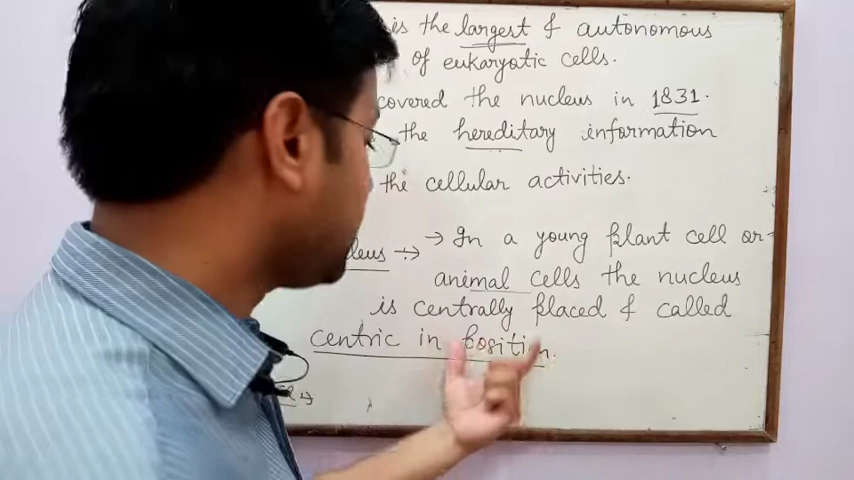 is the largest & autonomous
of eukaryotic cells.
covered the nucleus in 1831.
the hereditary information
the cellular activities.
leus :→ → In a young plant cell or
animal cells the nucleus
is centrally placed & called
centric in position.